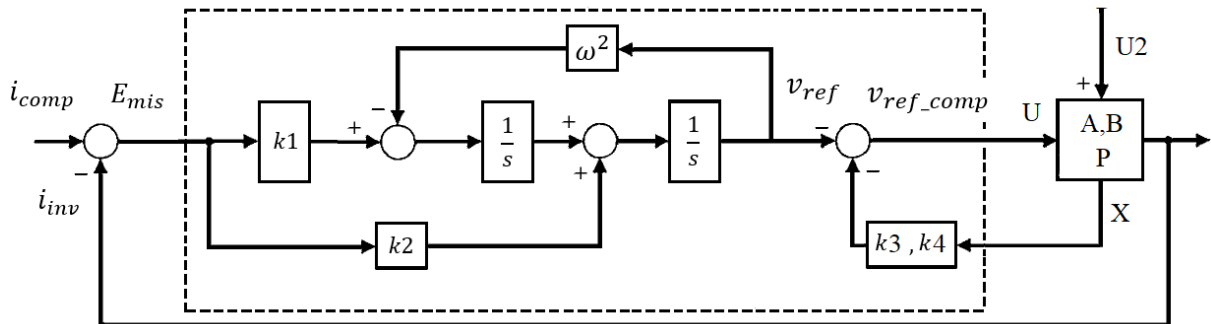 ω²
U2
i_comp
E_mis
v_ref
v_ref_comp
+
−
+
+
−
U
k1
1/s
1/s
A,B
P
−
+
−
i_inv
X
k2
k3 , k4